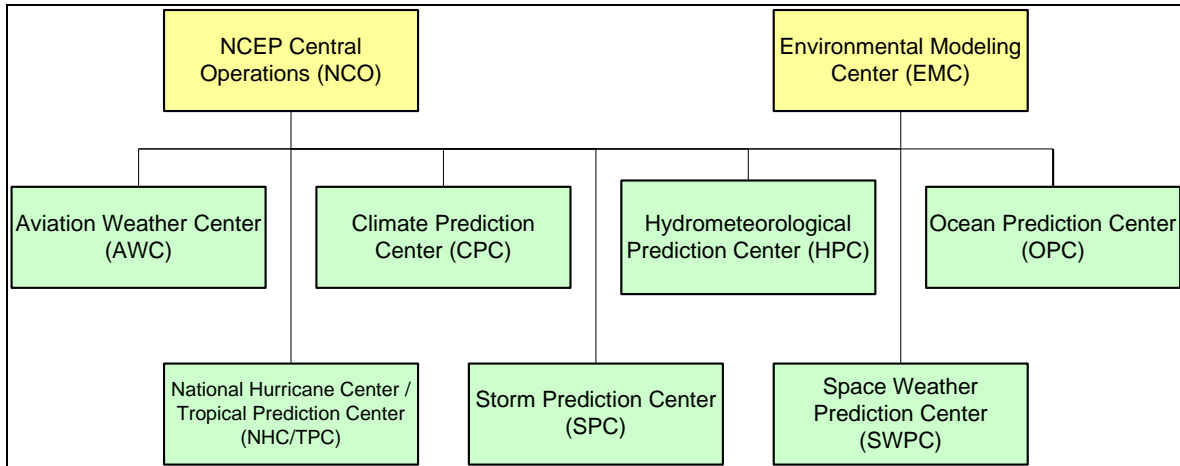 NCEP Central
Operations (NCO)
Environmental Modeling
Center (EMC)
Aviation Weather Center
(AWC)
Climate Prediction
Center (CPC)
Hydrometeorological
Prediction Center (HPC)
Ocean Prediction Center
(OPC)
National Hurricane Center /
Tropical Prediction Center
(NHC/TPC)
Storm Prediction Center
(SPC)
Space Weather
Prediction Center
(SWPC)